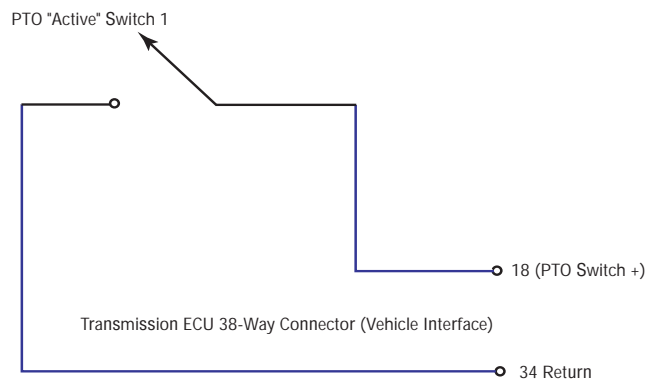 PTO "Active" Switch 1
18 (PTO Switch +)
Transmission ECU 38-Way Connector (Vehicle Interface)
34 Return